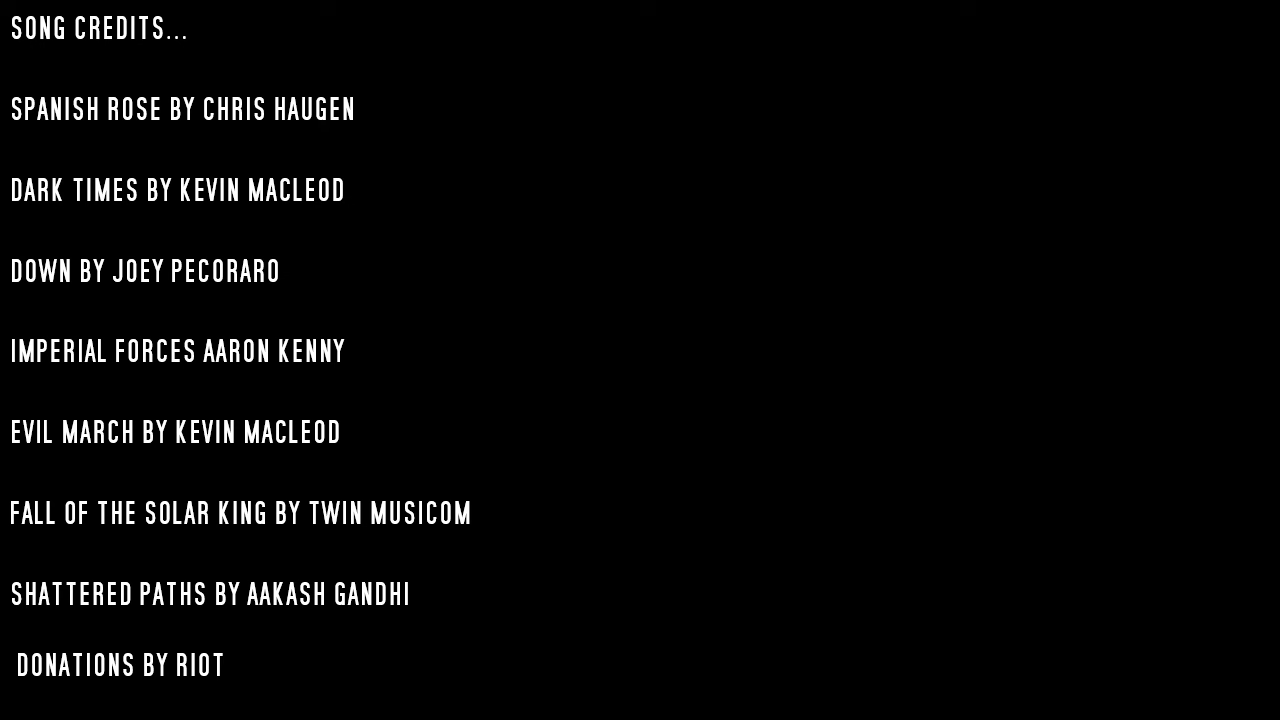 SONG CREDITS...
SPANISH ROSE BY CHRIS HAUGEN
DARK TIMES BY KEVIN MACLEOD
DOWN BY JOEY PECORARO
IMPERIAL FORCES AARON KENNY
EVIL MARCH BY KEVIN MACLEOD
FALL OF THE SOLAR KING BY TWIN MUSICOM
SHATTERED PATHS BY AAKASH GANDHI
DONATIONS BY RIOT